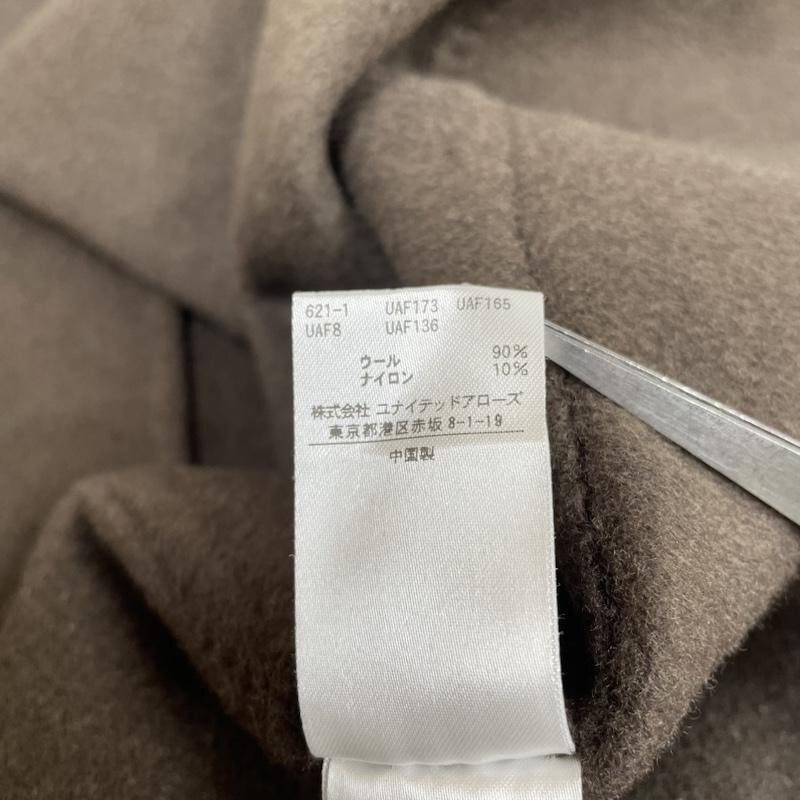 621-1 UAF173 UAF165
UAF8 UAF136
ウール 90%
ナイロン 10%
株式会社 ユナイテッドアローズ
東京都港区赤坂 8-1-19
中国製